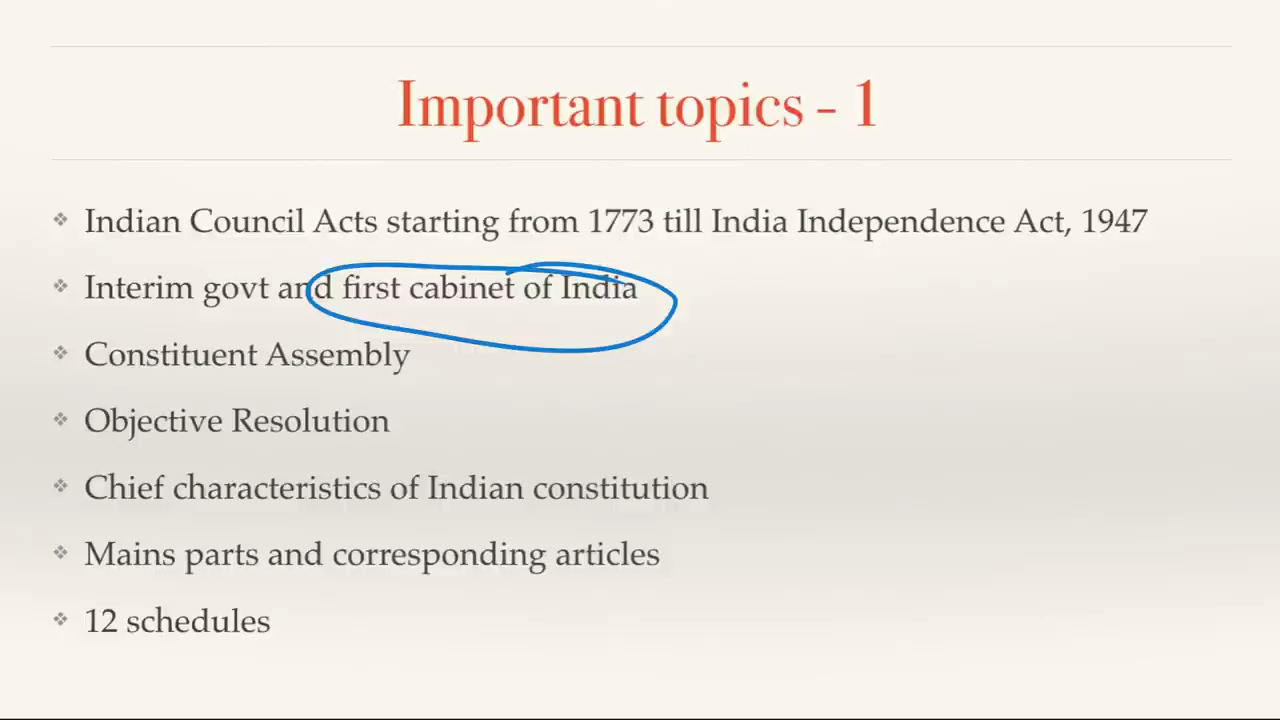 Important topics - 1
❖ Indian Council Acts starting from 1773 till India Independence Act, 1947
❖ Interim govt and first cabinet of India
❖ Constituent Assembly
❖ Objective Resolution
❖ Chief characteristics of Indian constitution
❖ Mains parts and corresponding articles
❖ 12 schedules